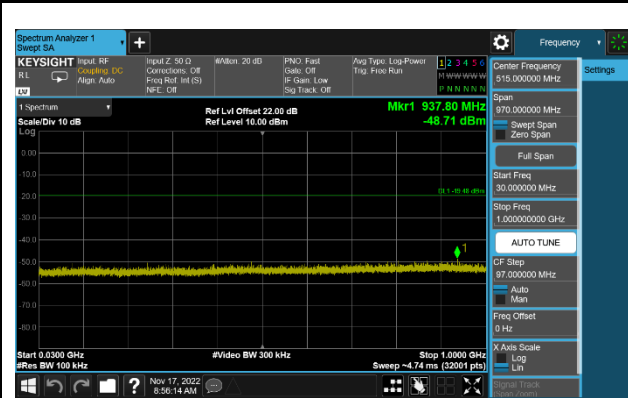 Spectrum Analyzer 1
Swept SA
Frequency
KEYSIGHT
RL
LV
Input: RF
Coupling: DC
Align: Auto
Input Z: 50 Ω
Corrections: Off
Freq Ref: Int (S)
NFE: Off
#Atten: 20 dB
PNO: Fast
Gate: Off
IF Gain: Low
Sig Track: Off
Avg Type: Log-Power
Trig: Free Run
1 2 3 4 5 6
M W W W W W
P N N N N N
Center Frequency
515.000000 MHz
Settings
1 Spectrum
Scale/Div 10 dB
Log
Ref Lvl Offset 22.00 dB
Ref Level 10.00 dBm
Mkr1 937.80 MHz
-48.71 dBm
Span
970.000000 MHz
Swept Span
Zero Span
Full Span
Start Freq
30.000000 MHz
Stop Freq
1.000000000 GHz
AUTO TUNE
CF Step
97.000000 MHz
Auto
Man
Freq Offset
0 Hz
X Axis Scale
Log
Lin
Signal Track
(Span Zoom)
0.00
-10.0
-20.0
-30.0
-40.0
-50.0
-60.0
-70.0
-80.0
1
Start 0.0300 GHz
#Res BW 100 kHz
#Video BW 300 kHz
Stop 1.0000 GHz
Sweep ~4.74 ms (32001 pts)
?
Nov 17, 2022
8:56:14 AM